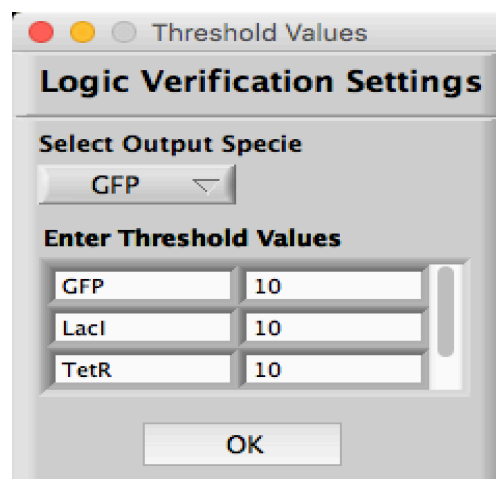 Threshold Values
Logic Verification Settings
Select Output Specie
GFP
Enter Threshold Values
GFP 10
LacI 10
TetR 10
OK